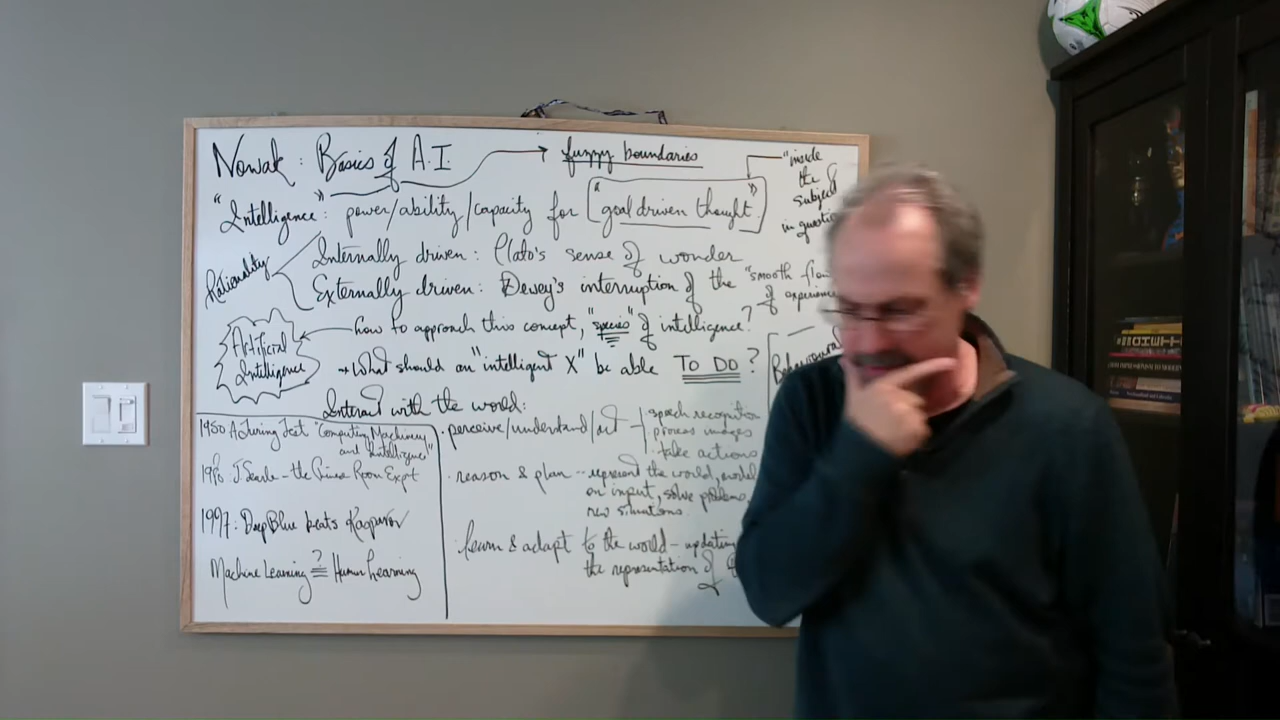 Nowak: Basics of A.I. → fuzzy boundaries
"Intelligence": power/ability/capacity for "goal driven thought"
"inside
the
subject
in question
Rationality
Internally driven: Plato's sense of wonder
Externally driven: Dewey's interruption of the "smooth flow
of experience
Artificial
Intelligence
how to approach this concept, "species" of intelligence?
→ What should an "intelligent X" be able TO DO?
Behavioural
Interact with the world:
1950 A Turing Test "Computing Machinery
and Intelligence"
J. Searle – the Chinese Room Expt
1997: Deep Blue beats Kasparov
Machine Learning ?= Human Learning
· perceive/understand/act
speech recognition
process images
take actions
· reason & plan -- represent the world, model
on input, solve problems,
new situations.
· learn & adapt to the world – updating
the representation of